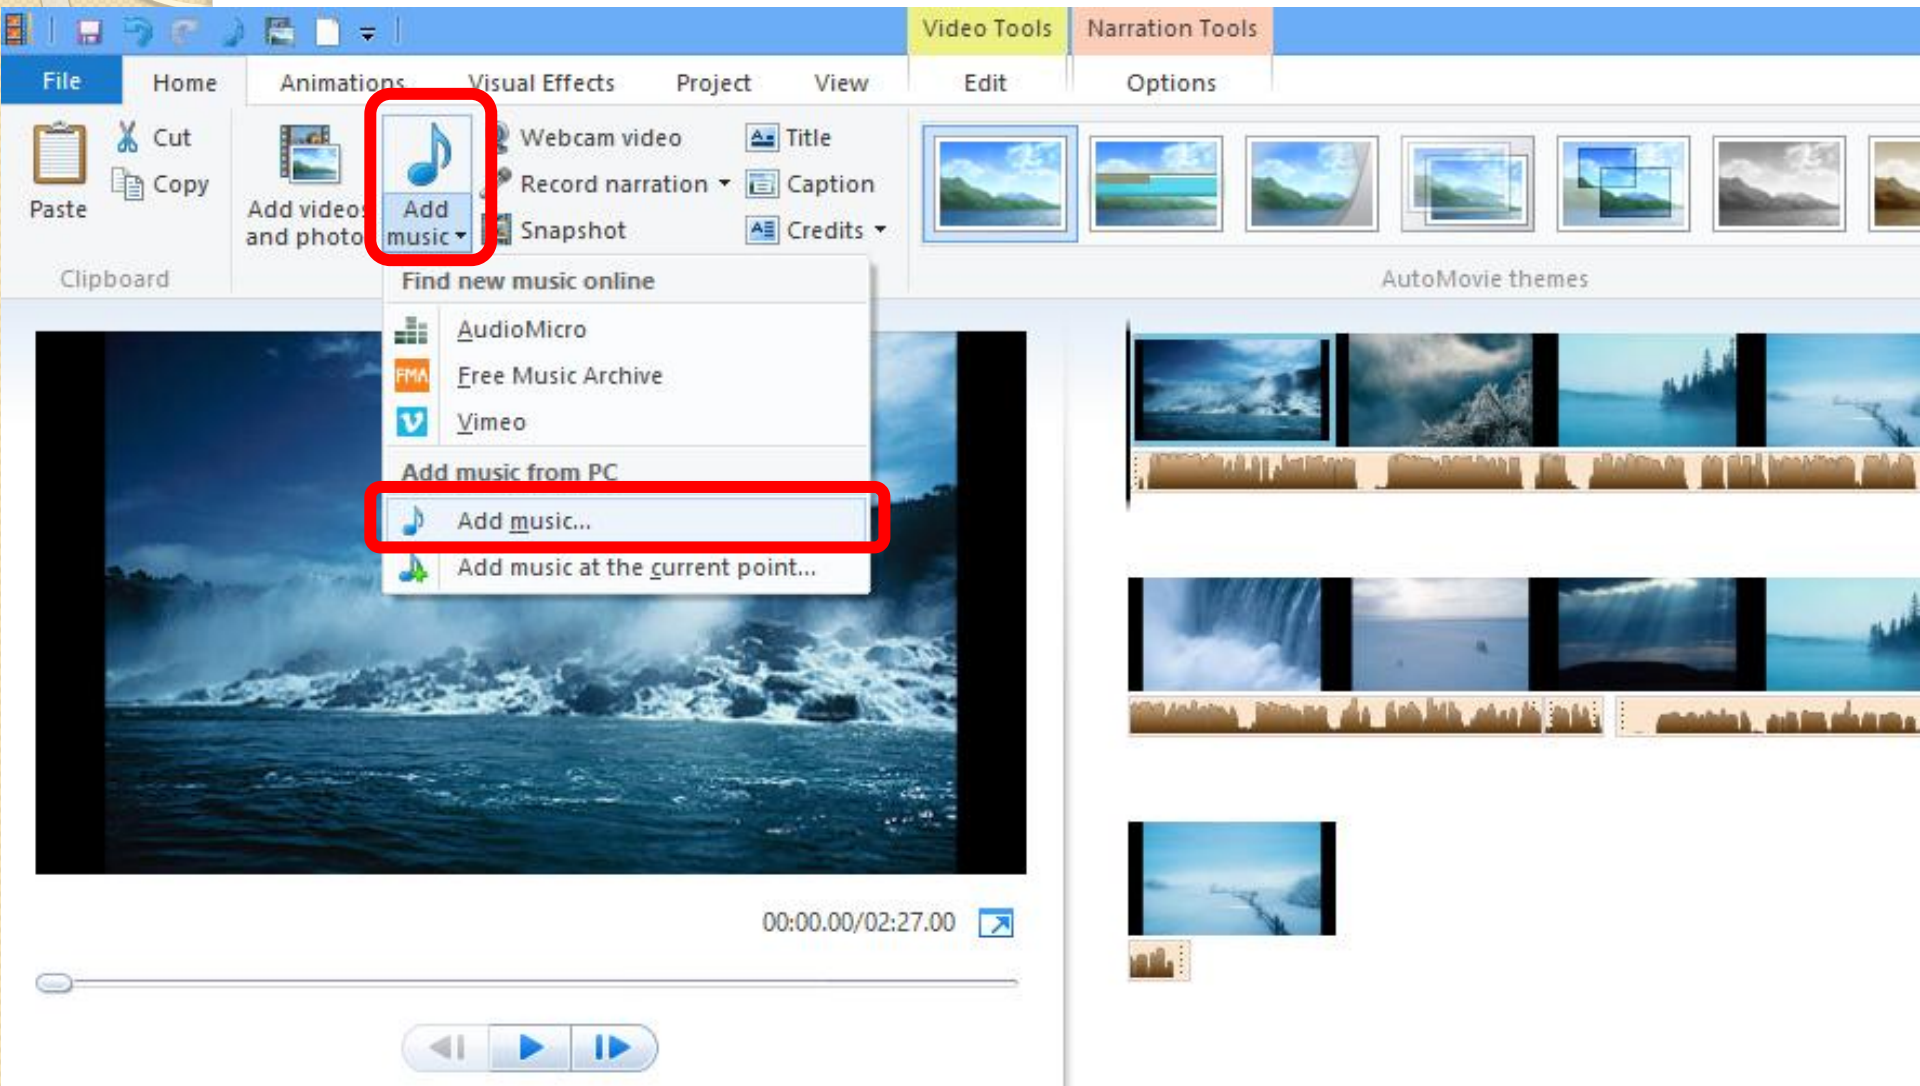 Video Tools Narration Tools
File Home Animations Visual Effects Project View Edit Options
Paste
Cut
Copy
Clipboard
Add videos
and photos
Add
music
Webcam video
Record narration
Snapshot
Title
Caption
Credits
AutoMovie themes
Find new music online
AudioMicro
FMA Free Music Archive
Vimeo
Add music from PC
Add music...
Add music at the current point...
00:00.00/02:27.00